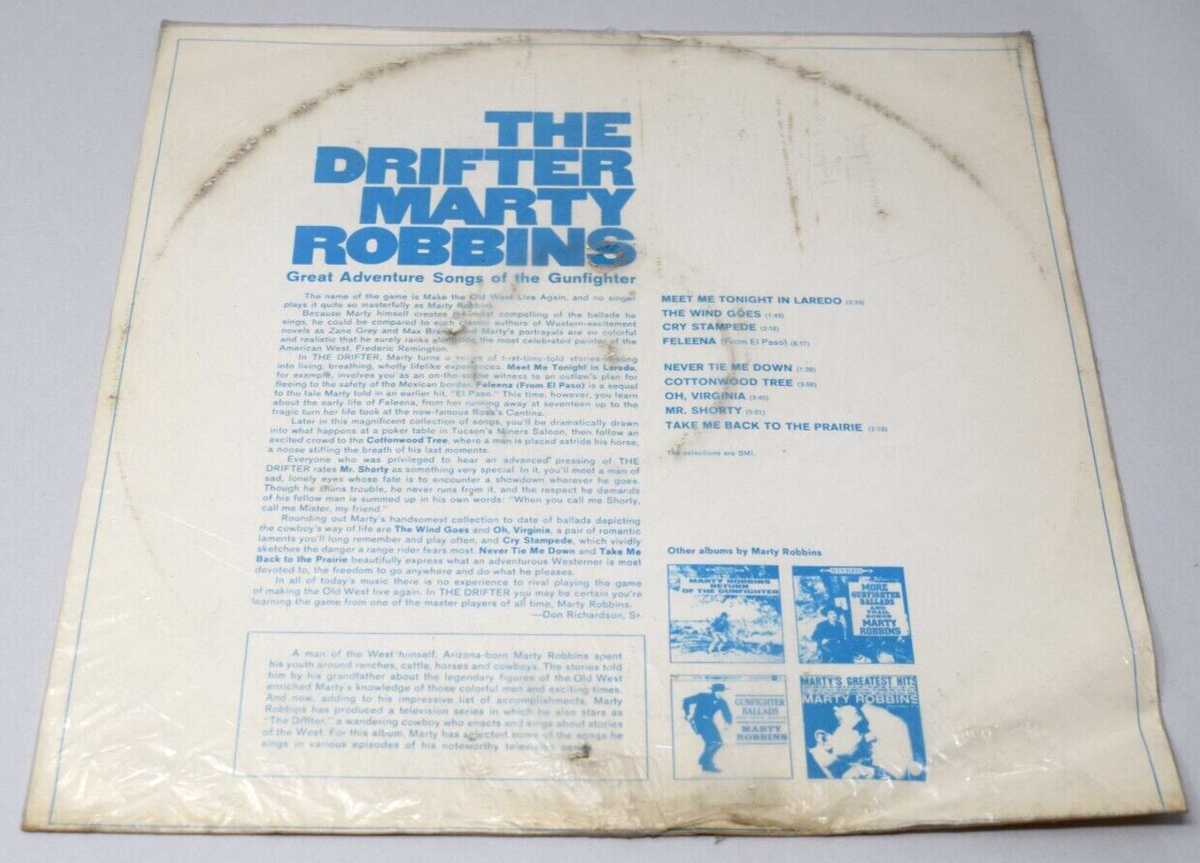 THE
DRIFTER
MARTY
ROBBINS
Great Adventure Songs of the Gunfighter
The name of the game is Make the Old West Live Again, and no singer
plays it quite so masterfully as Marty Robbins.
Because Marty himself creates the most compelling of the ballads he
sings, he could be compared to such classic authors of Western-excitement
novels as Zane Grey and Max Brand, and Marty's portrayals are so colorful
and realistic that he surely ranks alongside the most celebrated painter of the
American West, Frederic Remington.
In THE DRIFTER, Marty turns a series of first-time-told stories-in-song
into living, breathing, wholly lifelike experiences. Meet Me Tonight in Laredo,
for example, involves you as an on-the-scene witness to an outlaw's plan for
fleeing to the safety of the Mexican border. Feleena (From El Paso) is a sequel
to the tale Marty told in an earlier hit, "El Paso." This time, however, you learn
about the early life of Feleena, from her running away at seventeen up to the
tragic turn her life took at the now-famous Rosa's Cantina.
Later in this magnificent collection of songs, you'll be dramatically drawn
into what happens at a poker table in Tucson's Miners Saloon, then follow an
excited crowd to the Cottonwood Tree, where a man is placed astride his horse,
a noose stifling the breath of his last moments.
Everyone who was privileged to hear an advanced pressing of THE
DRIFTER rates Mr. Shorty as something very special. In it, you'll meet a man of
sad, lonely eyes whose fate is to encounter a showdown wherever he goes.
Though he shuns trouble, he never runs from it, and the respect he demands
of his fellow man is summed up in his own words: "When you call me Shorty,
call me Mister, my friend."
Rounding out Marty's handsomest collection to date of ballads depicting
the cowboy's way of life are The Wind Goes and Oh, Virginia, a pair of romantic
laments you'll long remember and play often, and Cry Stampede, which vividly
sketches the danger a range rider fears most. Never Tie Me Down and Take Me
Back to the Prairie beautifully express what an adventurous Westerner is most
devoted to, the freedom to go anywhere and do what he pleases.
In all of today's music there is no experience to rival playing the game
of making the Old West live again. In THE DRIFTER you may be certain you're
learning the game from one of the master players of all time, Marty Robbins.
—Don Richardson, Sr.
A man of the West himself, Arizona-born Marty Robbins spent
his youth around ranches, cattle, horses and cowboys. The stories told
him by his grandfather about the legendary figures of the Old West
enriched Marty's knowledge of those colorful men and exciting times.
And now, adding to his impressive list of accomplishments, Marty
Robbins has produced a television series in which he also stars as
"The Drifter," a wandering cowboy who enacts and sings about stories
of the West. For this album, Marty has selected some of the songs he
sings in various episodes of his noteworthy television series.
MEET ME TONIGHT IN LAREDO
THE WIND GOES (1:48)
CRY STAMPEDE
FELEENA (From El Paso) (8:17)
NEVER TIE ME DOWN
COTTONWOOD TREE
OH, VIRGINIA (3:40)
MR. SHORTY (5:01)
TAKE ME BACK TO THE PRAIRIE
The selections are BMI.
Other albums by Marty Robbins
MARTY ROBBINS
RETURN
OF THE GUNFIGHTER
STEREO
MORE
GUNFIGHTER
BALLADS
AND
TRAIL
SONGS
MARTY
ROBBINS
GUNFIGHTER
BALLADS
MARTY
ROBBINS
MARTY'S GREATEST HITS
MARTY ROBBINS